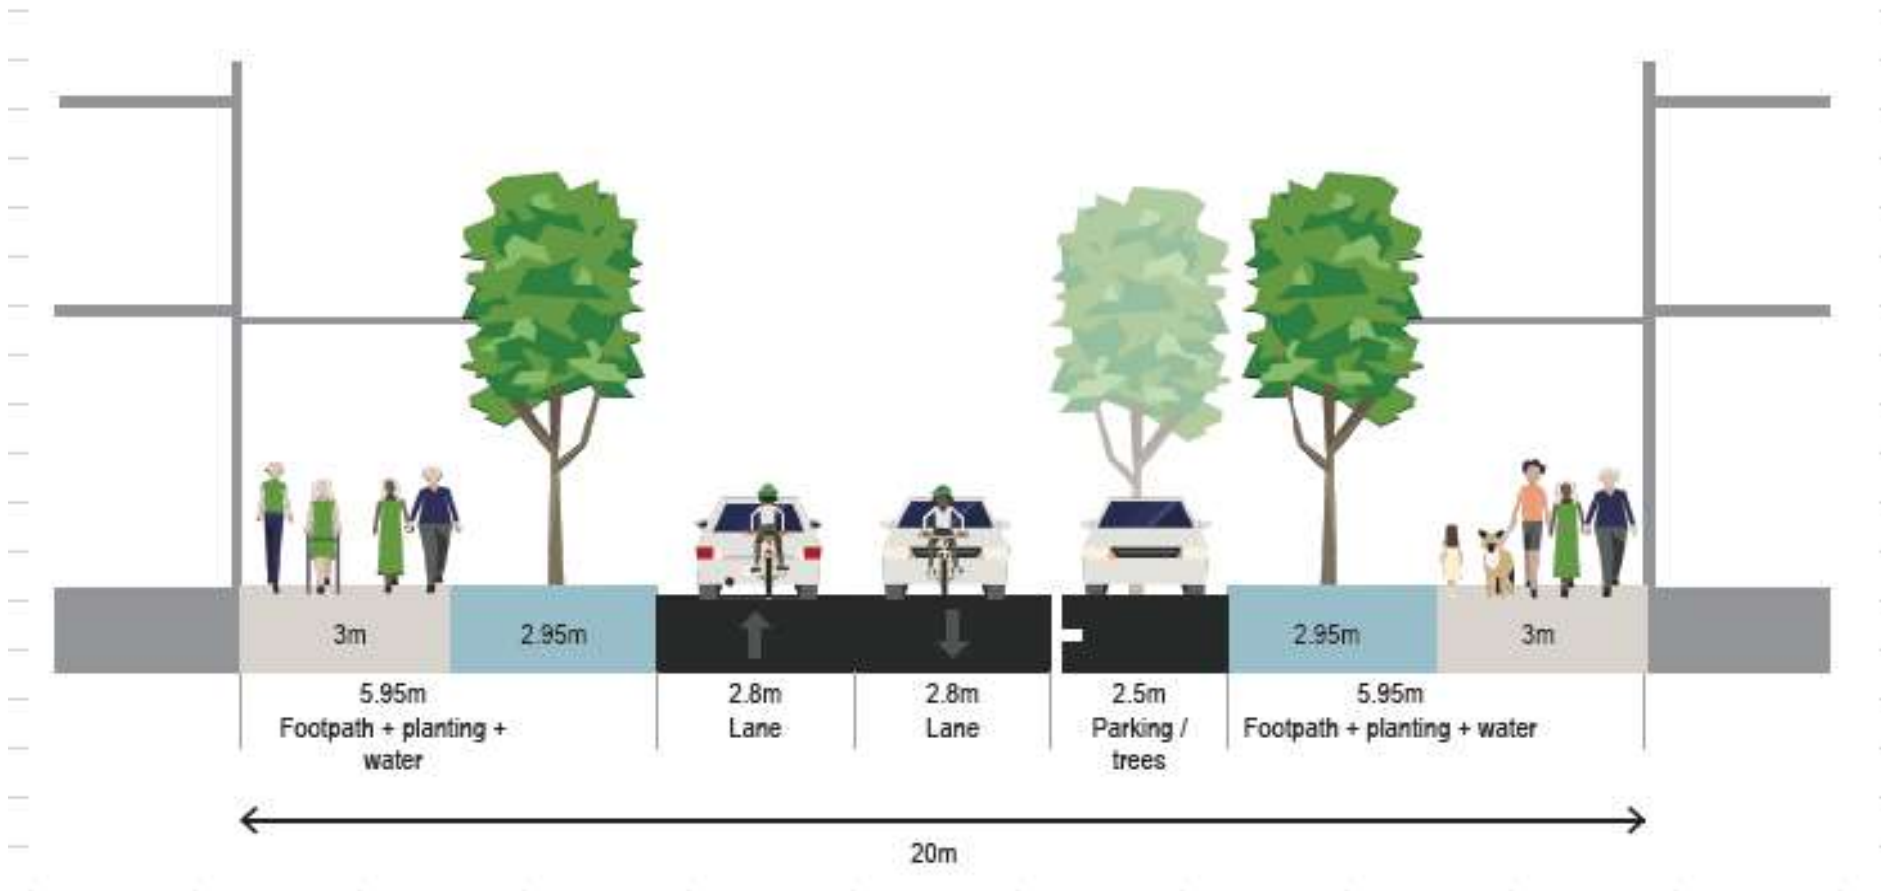 3m
2.95m
2.95m
3m
5.95m
2.8m
2.8m
2.5m
5.95m
Footpath + planting +
water
Lane
Lane
Parking /
trees
Footpath + planting + water
20m